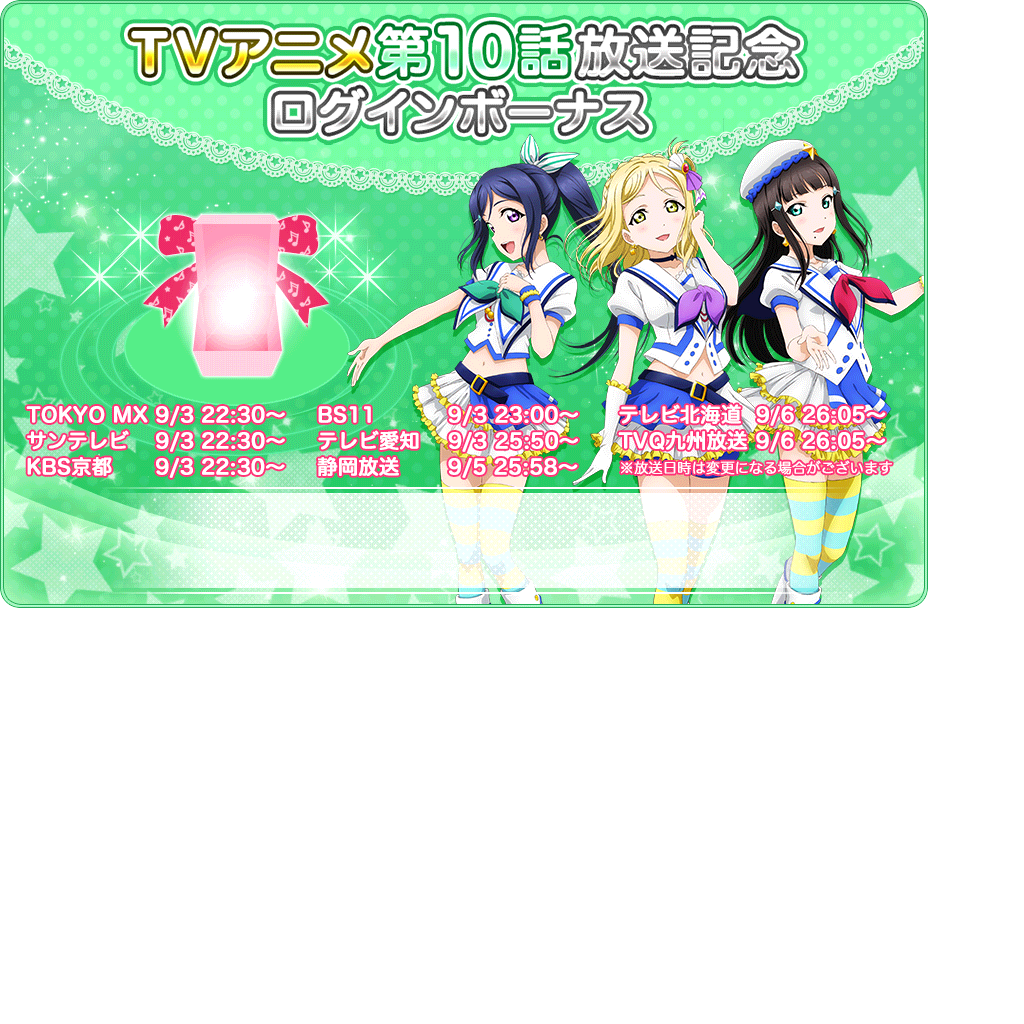 TVアニメ第10話放送記念
ログインボーナス
TOKYO MX 9/3 22:30～
サンテレビ 9/3 22:30～
KBS京都 9/3 22:30～
BS11 9/3 23:00～
テレビ愛知 9/3 25:50～
静岡放送 9/5 25:58～
テレビ北海道 9/6 26:05～
TVQ九州放送 9/6 26:05～
※放送日時は変更になる場合がございます